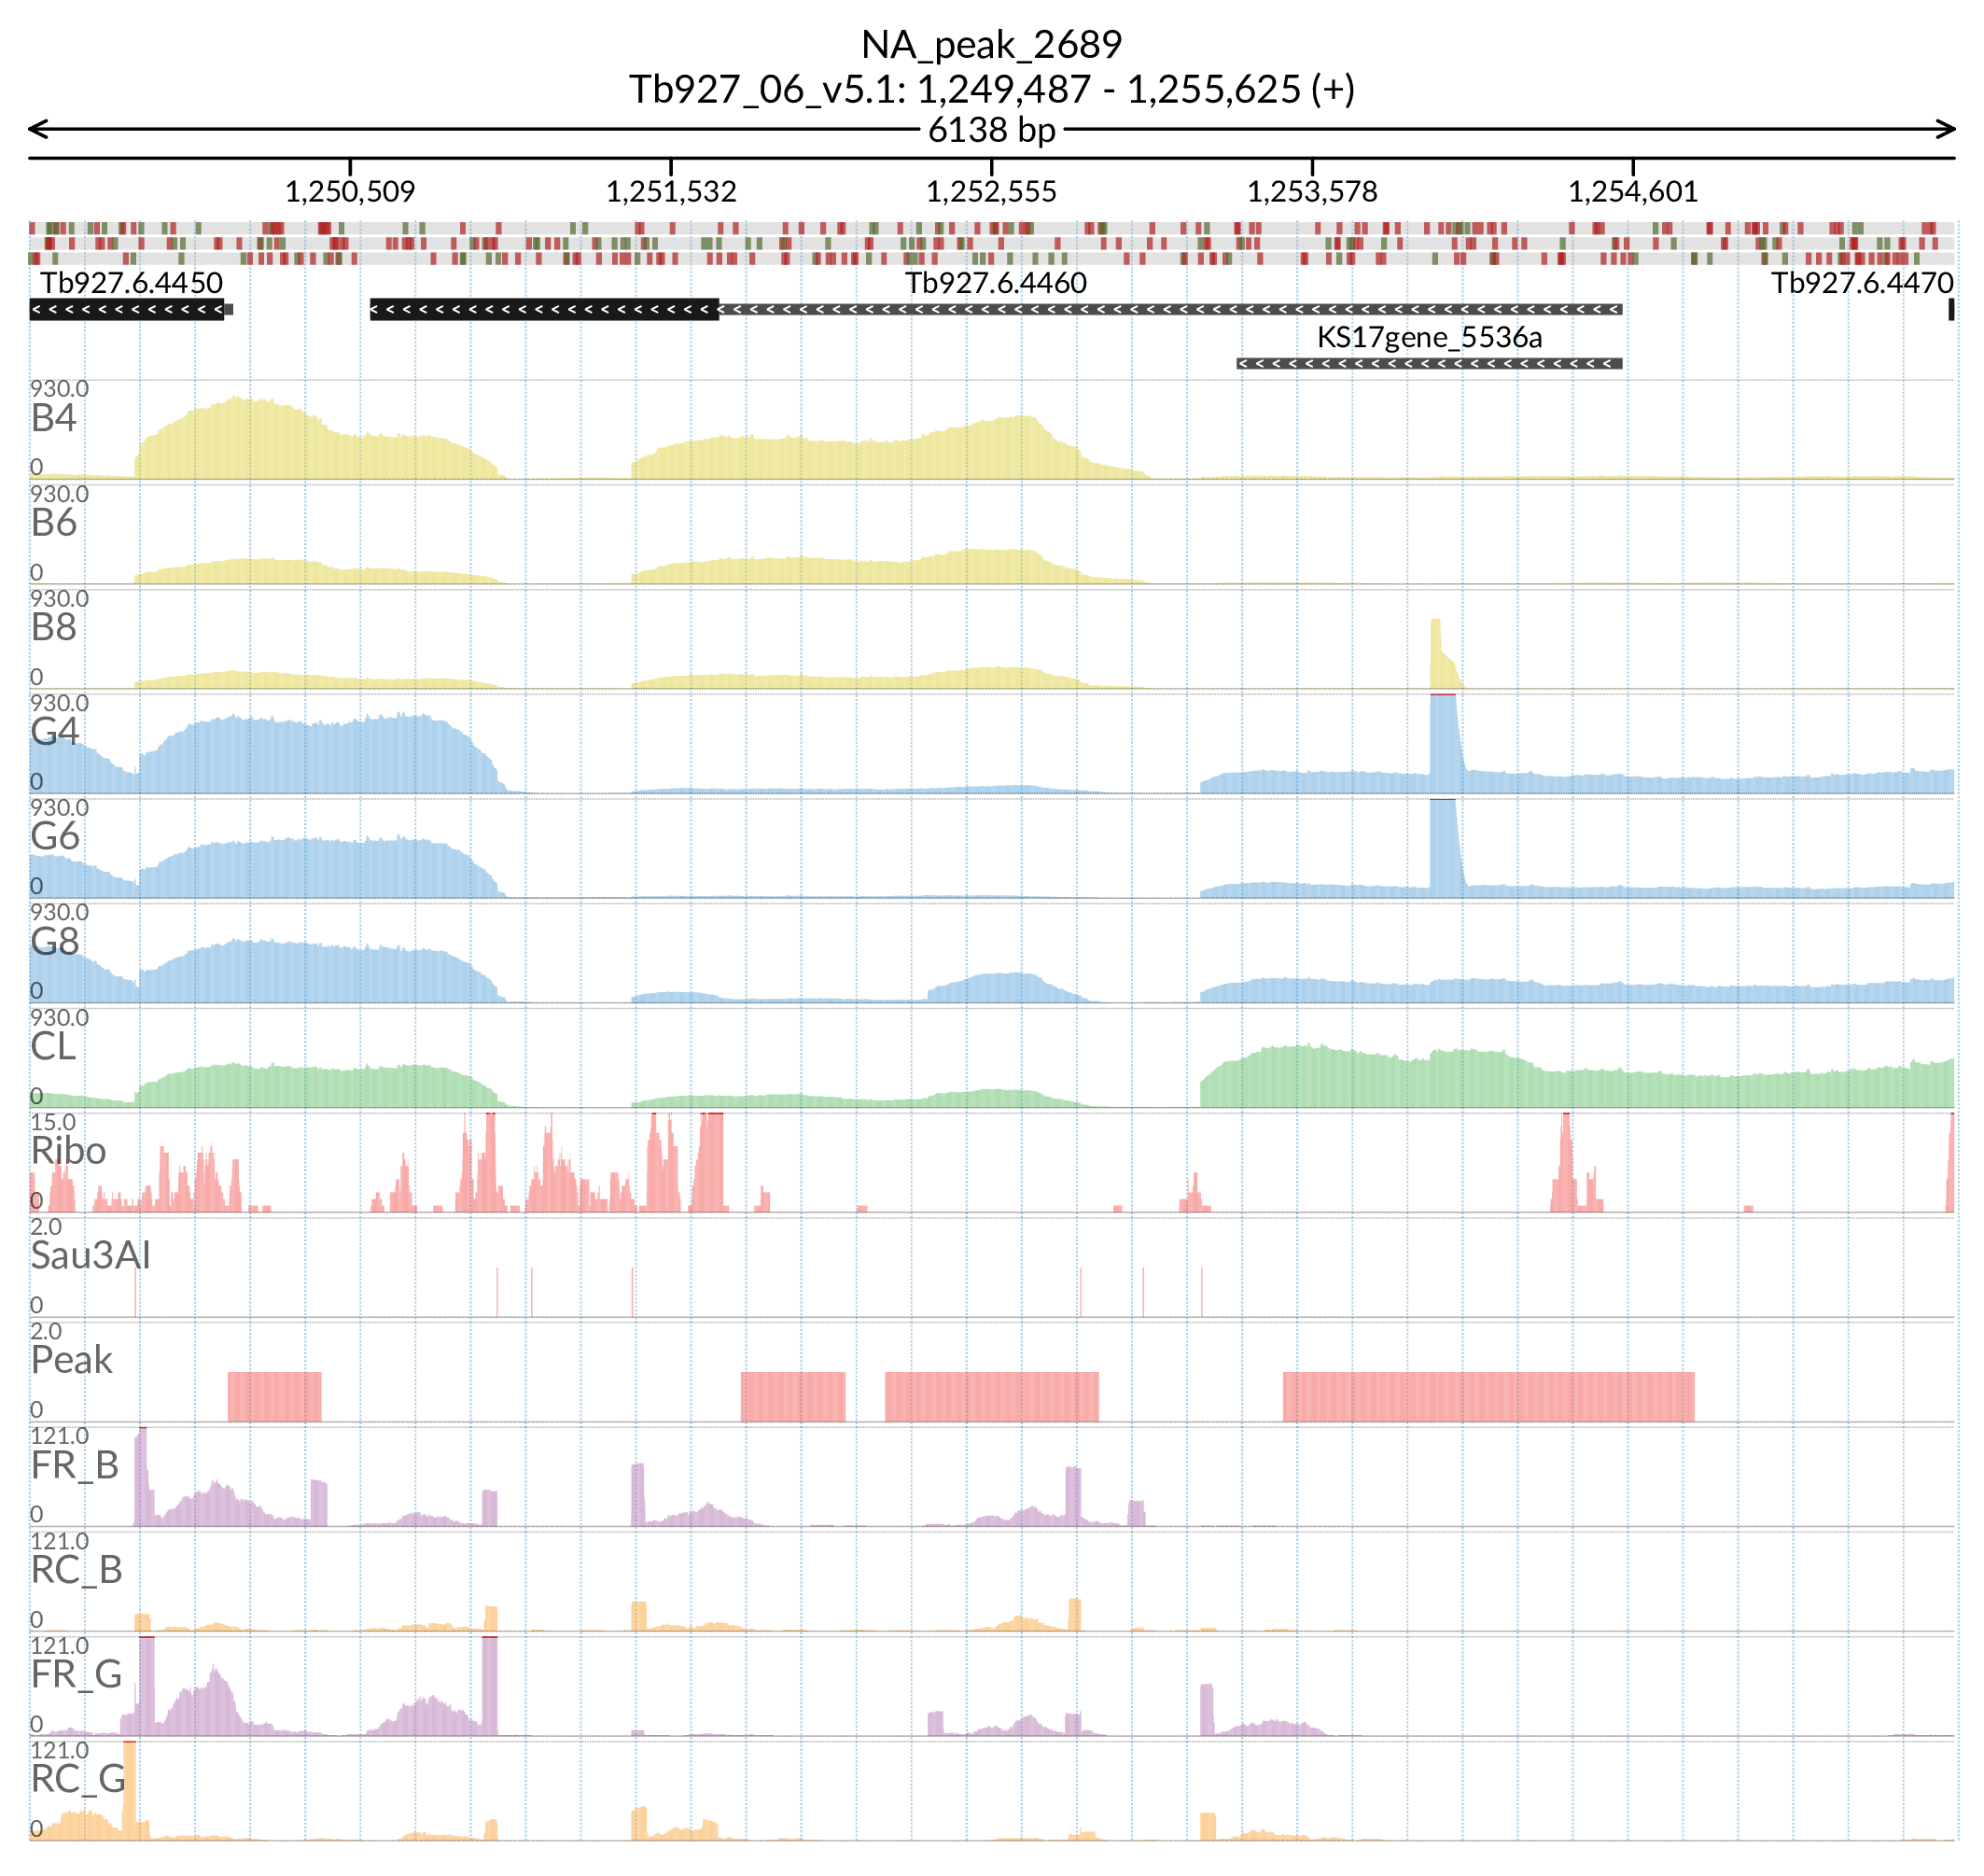 NA_peak_2689
Tb927_06_v5.1: 1,249,487 - 1,255,625 (+)
6138 bp
1,250,509 1,251,532 1,252,555 1,253,578 1,254,601
Tb927.6.4450 Tb927.6.4460 Tb927.6.4470
KS17gene_5536a
930.0
B4
0
930.0
B6
0
930.0
B8
0
930.0
G4
0
930.0
G6
0
930.0
G8
0
930.0
CL
0
15.0
Ribo
0
2.0
Sau3AI
0
2.0
Peak
0
121.0
FR_B
0
121.0
RC_B
0
121.0
FR_G
0
121.0
RC_G
0